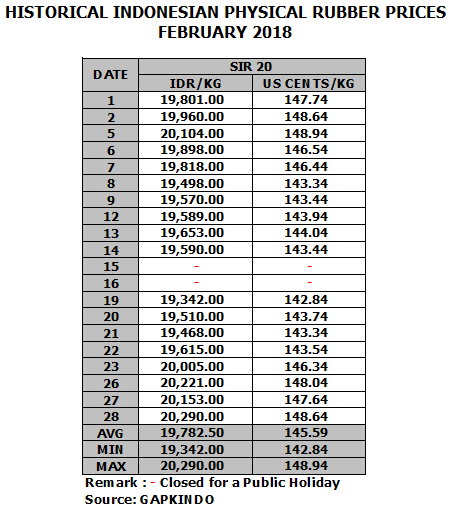 HISTORICAL INDONESIAN PHYSICAL RUBBER PRICES
FEBRUARY 2018
DATE SIR 20
IDR/KG US CENTS/KG
1 19,801.00 147.74
2 19,960.00 148.64
5 20,104.00 148.94
6 19,898.00 146.54
7 19,818.00 146.44
8 19,498.00 143.34
9 19,570.00 143.44
12 19,589.00 143.94
13 19,653.00 144.04
14 19,590.00 143.44
15 - -
16 - -
19 19,342.00 142.84
20 19,510.00 143.74
21 19,468.00 143.34
22 19,615.00 143.54
23 20,005.00 146.34
26 20,221.00 148.04
27 20,153.00 147.64
28 20,290.00 148.64
AVG 19,782.50 145.59
MIN 19,342.00 142.84
MAX 20,290.00 148.94
Remark : - Closed for a Public Holiday
Source: GAPKINDO